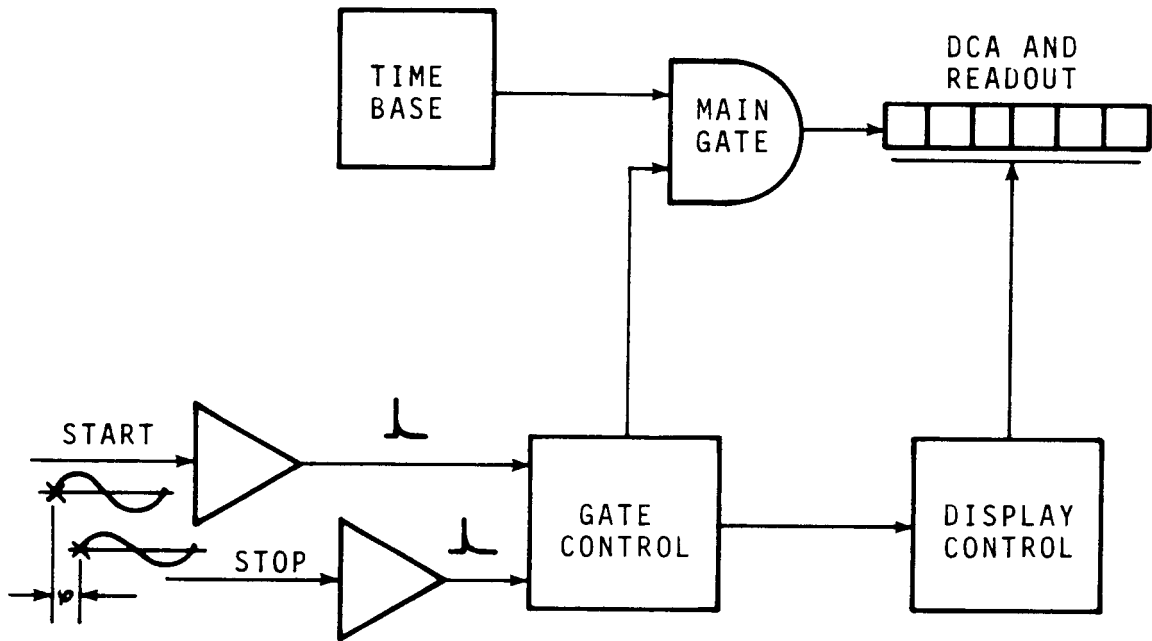 TIME
BASE
MAIN
GATE
DCA AND
READOUT
START
STOP
GATE
CONTROL
DISPLAY
CONTROL
φ